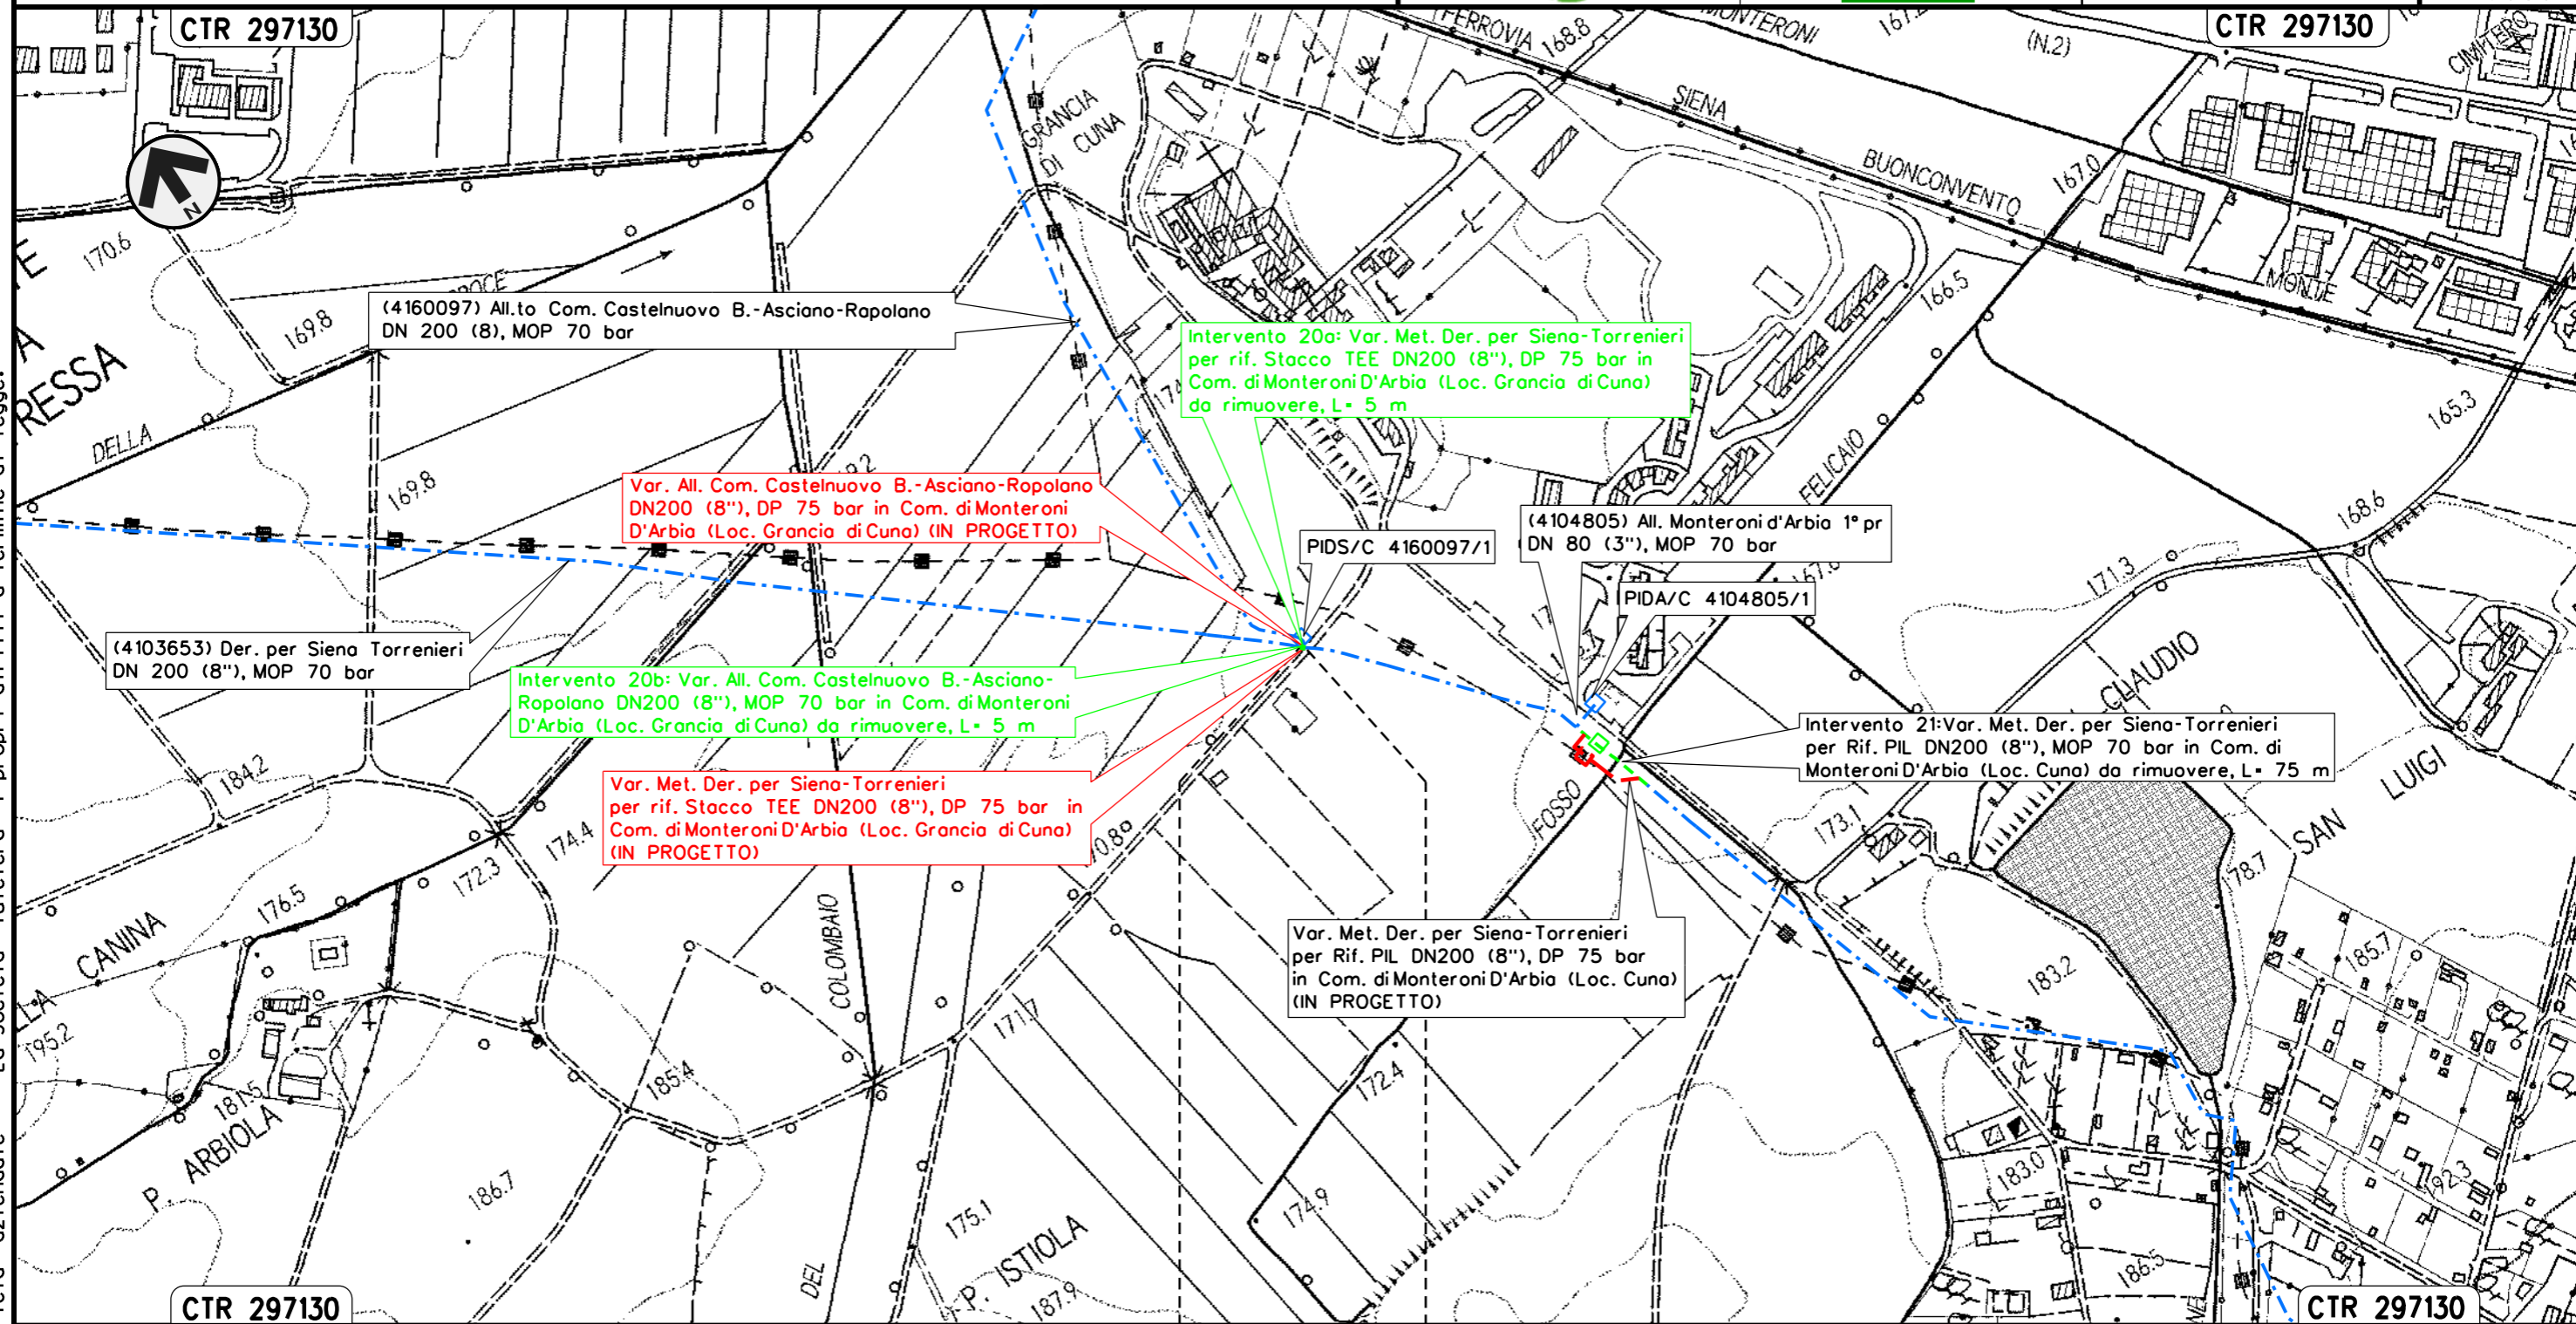 CTR 297130
CTR 297130
FERROVIA
168.8
MONTERONI
(N.2)
CIMITERO
SIENA
BUONCONVENTO
167.0
MONTE
GRANCIA
DI CUNA
N
170.6
169.8
RESSA
DELLA
169.8
166.5
165.3
168.6
FELICAIO
(4160097) All.to Com. Castelnuovo B.-Asciano-Rapolano
DN 200 (8), MOP 70 bar
Intervento 20a: Var. Met. Der. per Siena-Torrenieri
per rif. Stacco TEE DN200 (8"), DP 75 bar in
Com. di Monteroni D'Arbia (Loc. Grancia di Cuna)
da rimuovere, L= 5 m
Var. All. Com. Castelnuovo B.-Asciano-Ropolano
DN200 (8"), DP 75 bar in Com. di Monteroni
D'Arbia (Loc. Grancia di Cuna) (IN PROGETTO)
PIDS/C 4160097/1
(4104805) All. Monteroni d'Arbia 1° pr
DN 80 (3"), MOP 70 bar
PIDA/C 4104805/1
171.3
(4103653) Der. per Siena Torrenieri
DN 200 (8"), MOP 70 bar
Intervento 20b: Var. All. Com. Castelnuovo B.-Asciano-
Ropolano DN200 (8"), MOP 70 bar in Com. di Monteroni
D'Arbia (Loc. Grancia di Cuna) da rimuovere, L= 5 m
CLAUDIO
Intervento 21:Var. Met. Der. per Siena-Torrenieri
per Rif. PIL DN200 (8"), MOP 70 bar in Com. di
Monteroni D'Arbia (Loc. Cuna) da rimuovere, L= 75 m
SAN LUIGI
Var. Met. Der. per Siena-Torrenieri
per rif. Stacco TEE DN200 (8"), DP 75 bar in
Com. di Monteroni D'Arbia (Loc. Grancia di Cuna)
(IN PROGETTO)
184.2
174.4
172.3
176.5
FOSSO
173.1
178.7
CANINA
COLOMBAIO
Var. Met. Der. per Siena-Torrenieri
per Rif. PIL DN200 (8"), DP 75 bar
in Com. di Monteroni D'Arbia (Loc. Cuna)
(IN PROGETTO)
183.2
185.7
195.2
181.5
185.4
171.7
172.4
P. ARBIOLA
186.7
175.1
174.9
183.0
192.3
P. ISTIOLA
187.9
DEL
186.5
CTR 297130
CTR 297130